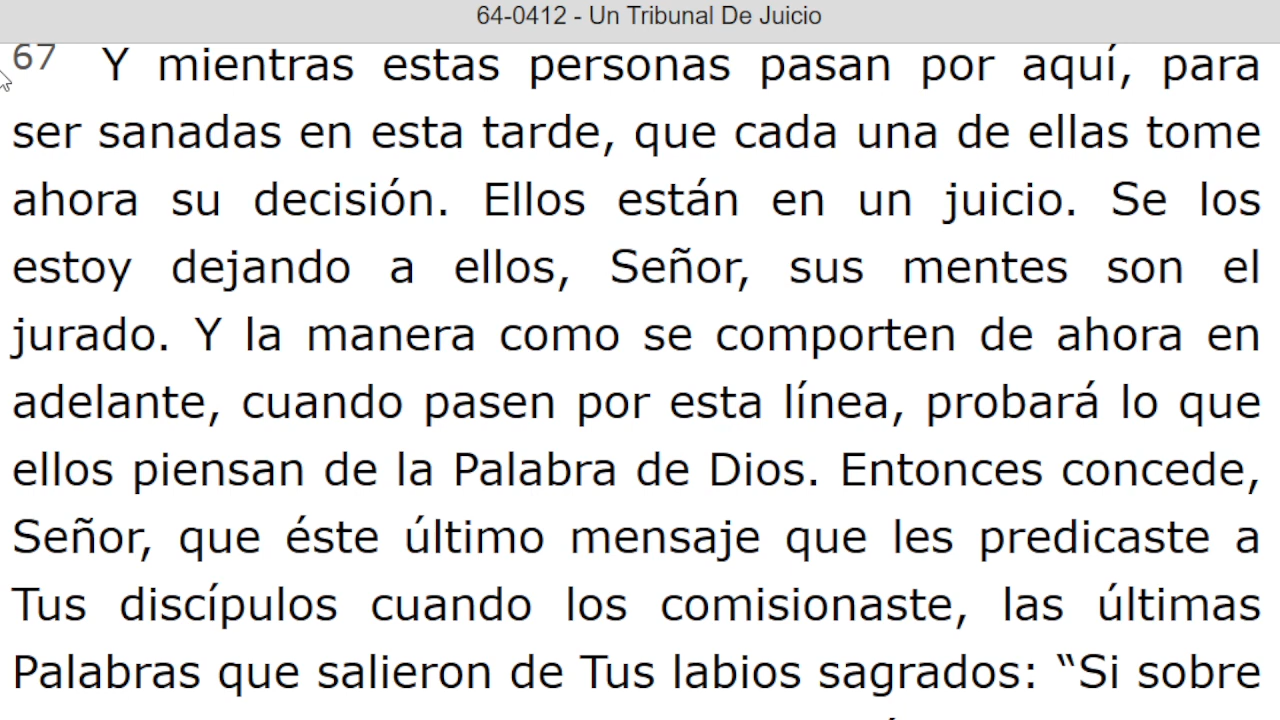 64-0412 - Un Tribunal De Juicio
67 Y mientras estas personas pasan por aquí, para
ser sanadas en esta tarde, que cada una de ellas tome
ahora su decisión. Ellos están en un juicio. Se los
estoy dejando a ellos, Señor, sus mentes son el
jurado. Y la manera como se comporten de ahora en
adelante, cuando pasen por esta línea, probará lo que
ellos piensan de la Palabra de Dios. Entonces concede,
Señor, que éste último mensaje que les predicaste a
Tus discípulos cuando los comisionaste, las últimas
Palabras que salieron de Tus labios sagrados: “Si sobre